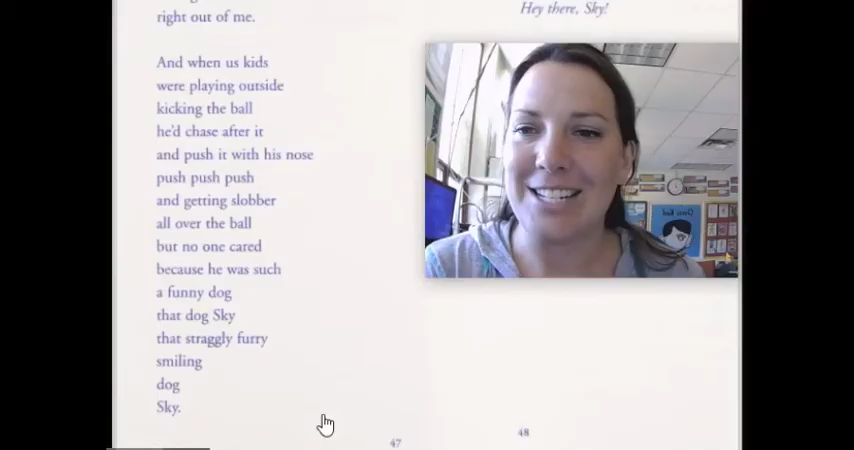 right out of me.
And when us kids
were playing outside
kicking the ball
he'd chase after it
and push it with his nose
push push push
and getting slobber
all over the ball
but no one cared
because he was such
a funny dog
that dog Sky
that straggly furry
smiling
dog
Sky.
47
Hey there, Sky!
48